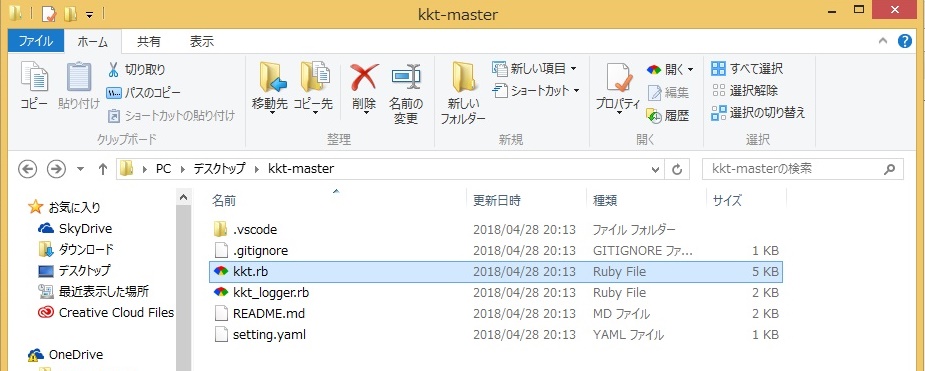 kkt-master
ファイル ホーム 共有 表示
コピー 貼り付け 切り取り パスのコピー ショートカットの貼り付け
クリップボード
移動先 コピー先 削除 名前の変更
整理
新しいフォルダー 新しい項目 ショートカット
新規
プロパティ 開く 編集 履歴
開く
すべて選択 選択解除 選択の切り替え
選択
PC デスクトップ kkt-master
kkt-masterの検索
お気に入り
SkyDrive
ダウンロード
デスクトップ
最近表示した場所
Creative Cloud Files
OneDrive
名前 更新日時 種類 サイズ
.vscode 2018/04/28 20:13 ファイル フォルダー
.gitignore 2018/04/28 20:13 GITIGNORE ファ... 1 KB
kkt.rb 2018/04/28 20:13 Ruby File 5 KB
kkt_logger.rb 2018/04/28 20:13 Ruby File 2 KB
README.md 2018/04/28 20:13 MD ファイル 2 KB
setting.yaml 2018/04/28 20:13 YAML ファイル 1 KB